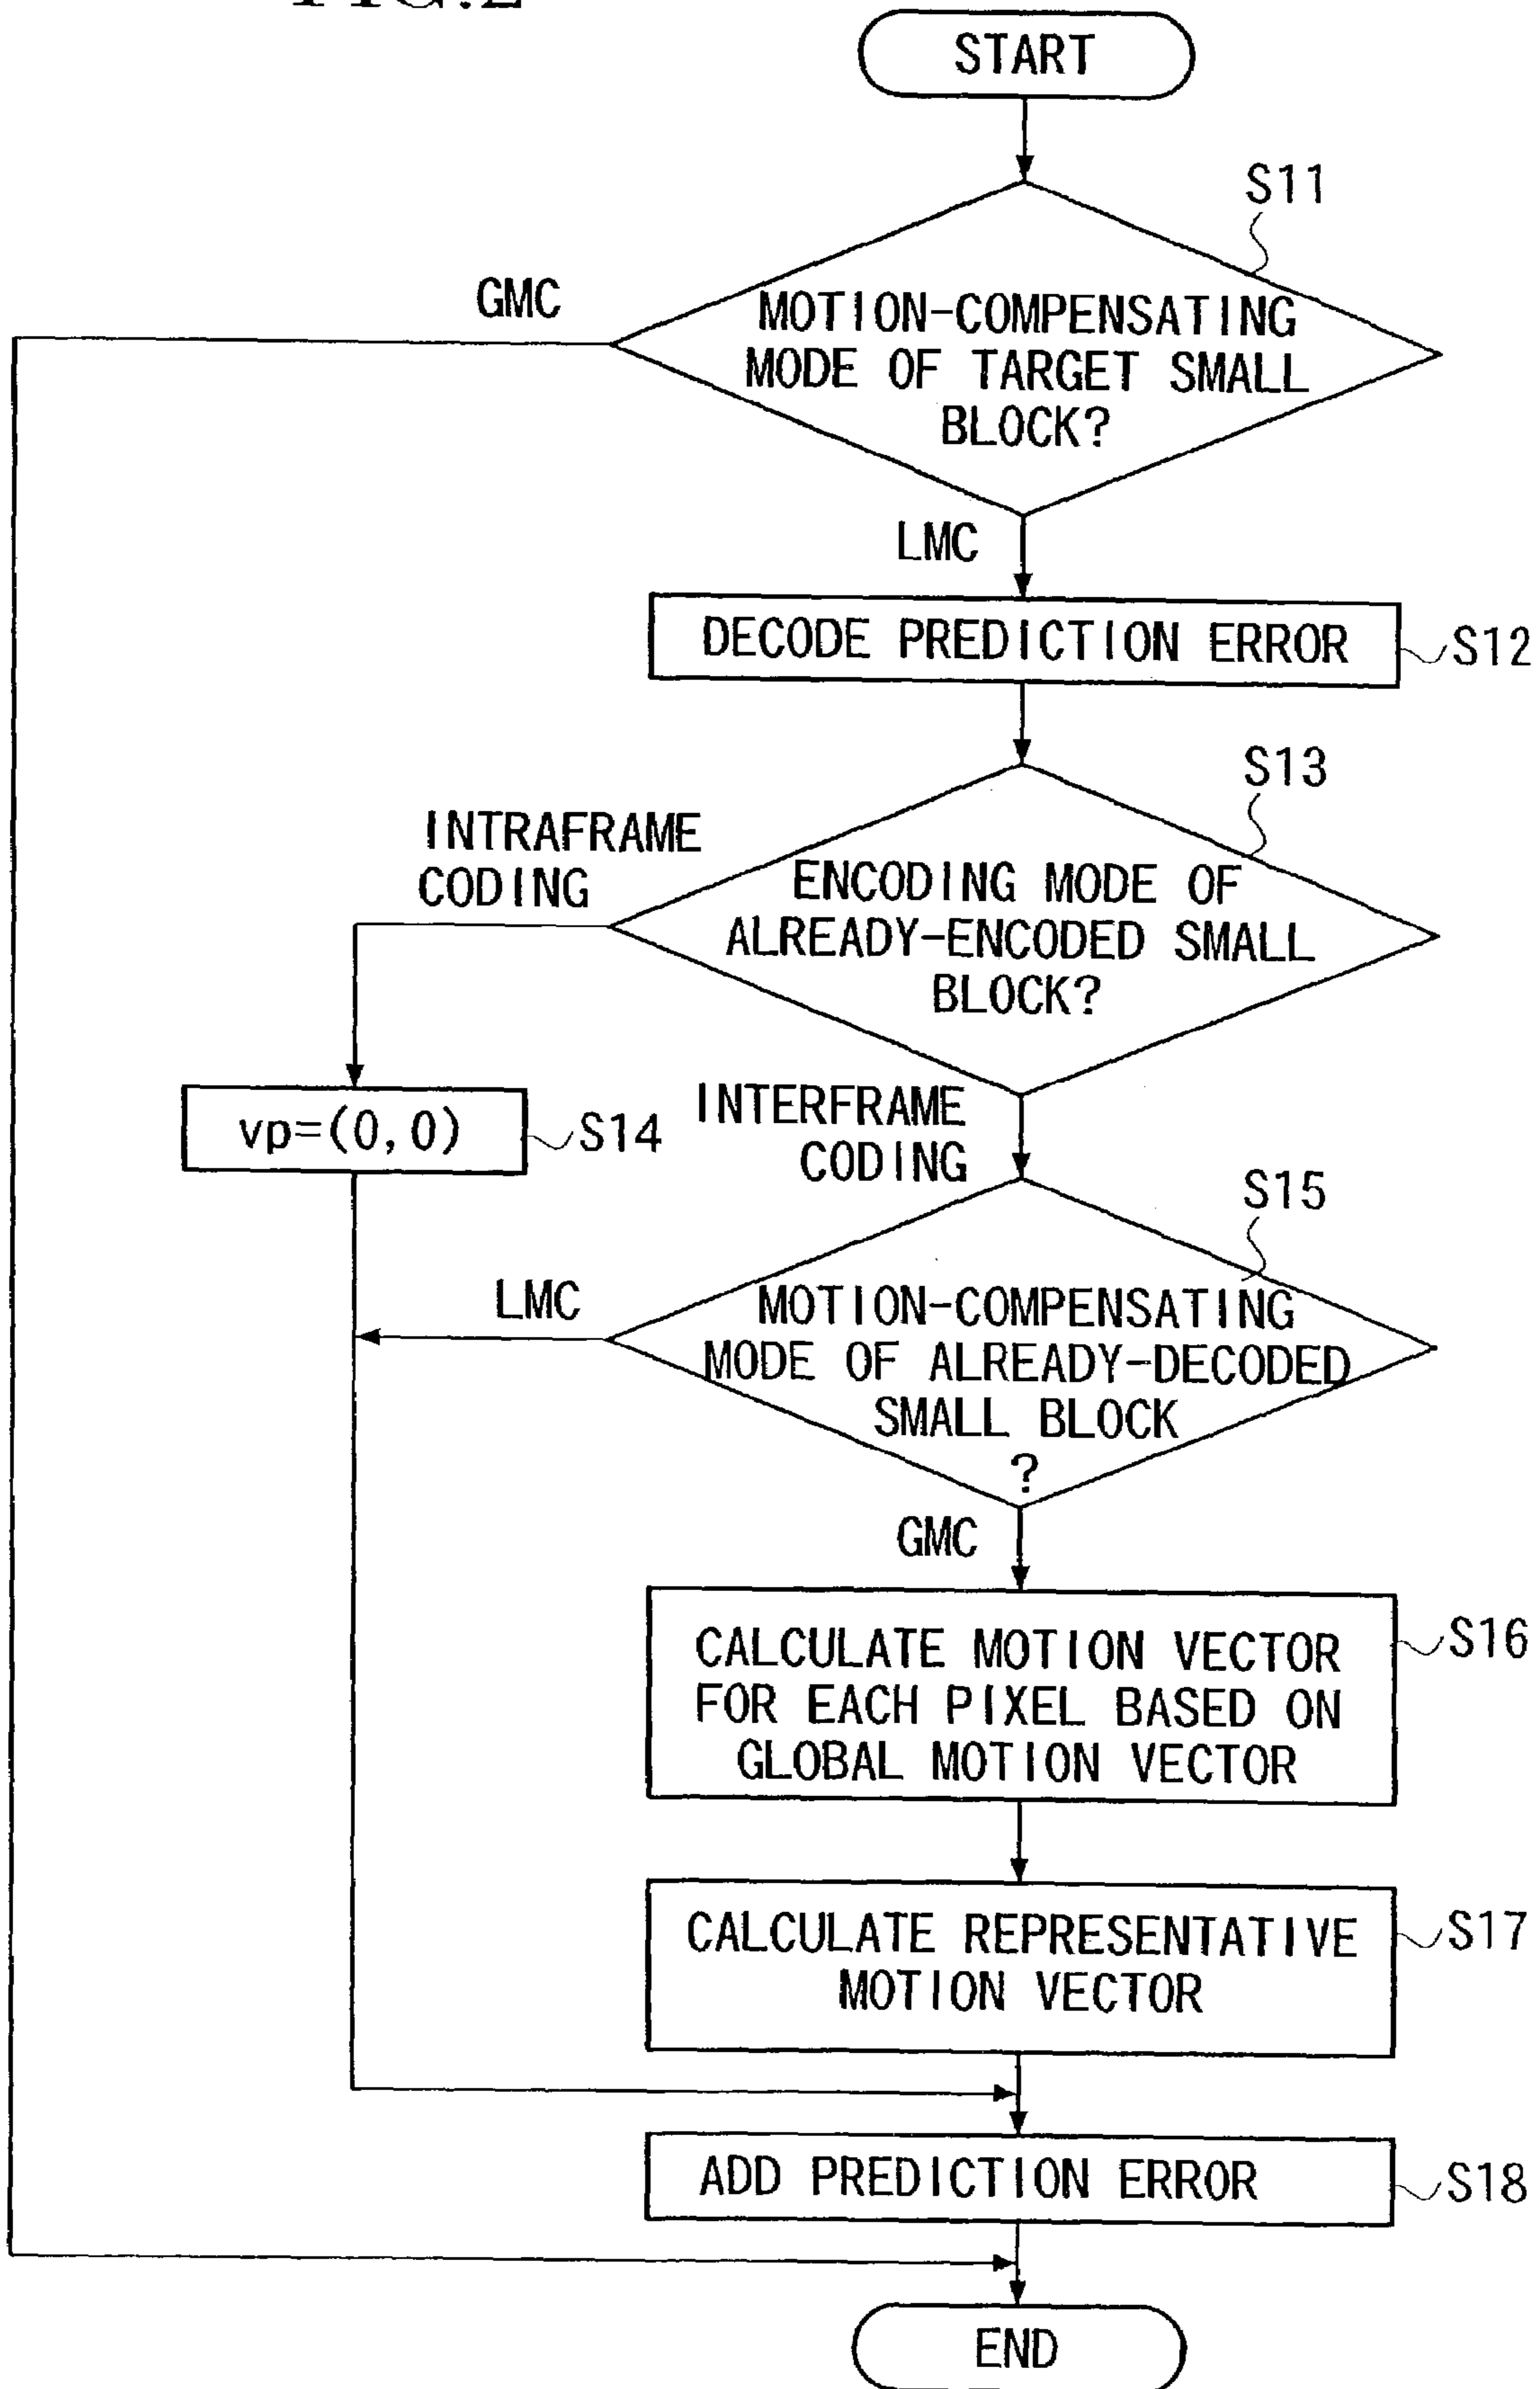 FIG.2
START
S11
GMC
MOTION-COMPENSATING
MODE OF TARGET SMALL
BLOCK?
LMC
DECODE PREDICTION ERROR
S12
S13
INTRAFRAME
CODING
ENCODING MODE OF
ALREADY-ENCODED SMALL
BLOCK?
vp=(0,0)
S14
INTERFRAME
CODING
S15
LMC
MOTION-COMPENSATING
MODE OF ALREADY-DECODED
SMALL BLOCK
?
GMC
CALCULATE MOTION VECTOR
FOR EACH PIXEL BASED ON
GLOBAL MOTION VECTOR
S16
CALCULATE REPRESENTATIVE
MOTION VECTOR
S17
ADD PREDICTION ERROR
S18
END